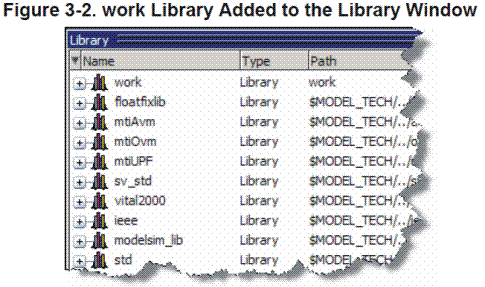 Figure 3-2. work Library Added to the Library Window
Library
Name Type Path
work Library work
floatfixlib Library $MODEL_TECH/../
mtiAvm Library $MODEL_TECH/../
mtiOvm Library $MODEL_TECH/../o
mtiUPF Library $MODEL_TECH/../
sv_std Library $MODEL_TECH/../s
vital2000 Library $MODEL_TECH/../
ieee Library $MODEL_TECH/../
modelsim_lib Library $MODEL_TECH/../
std Library $MODEL_TECH/../